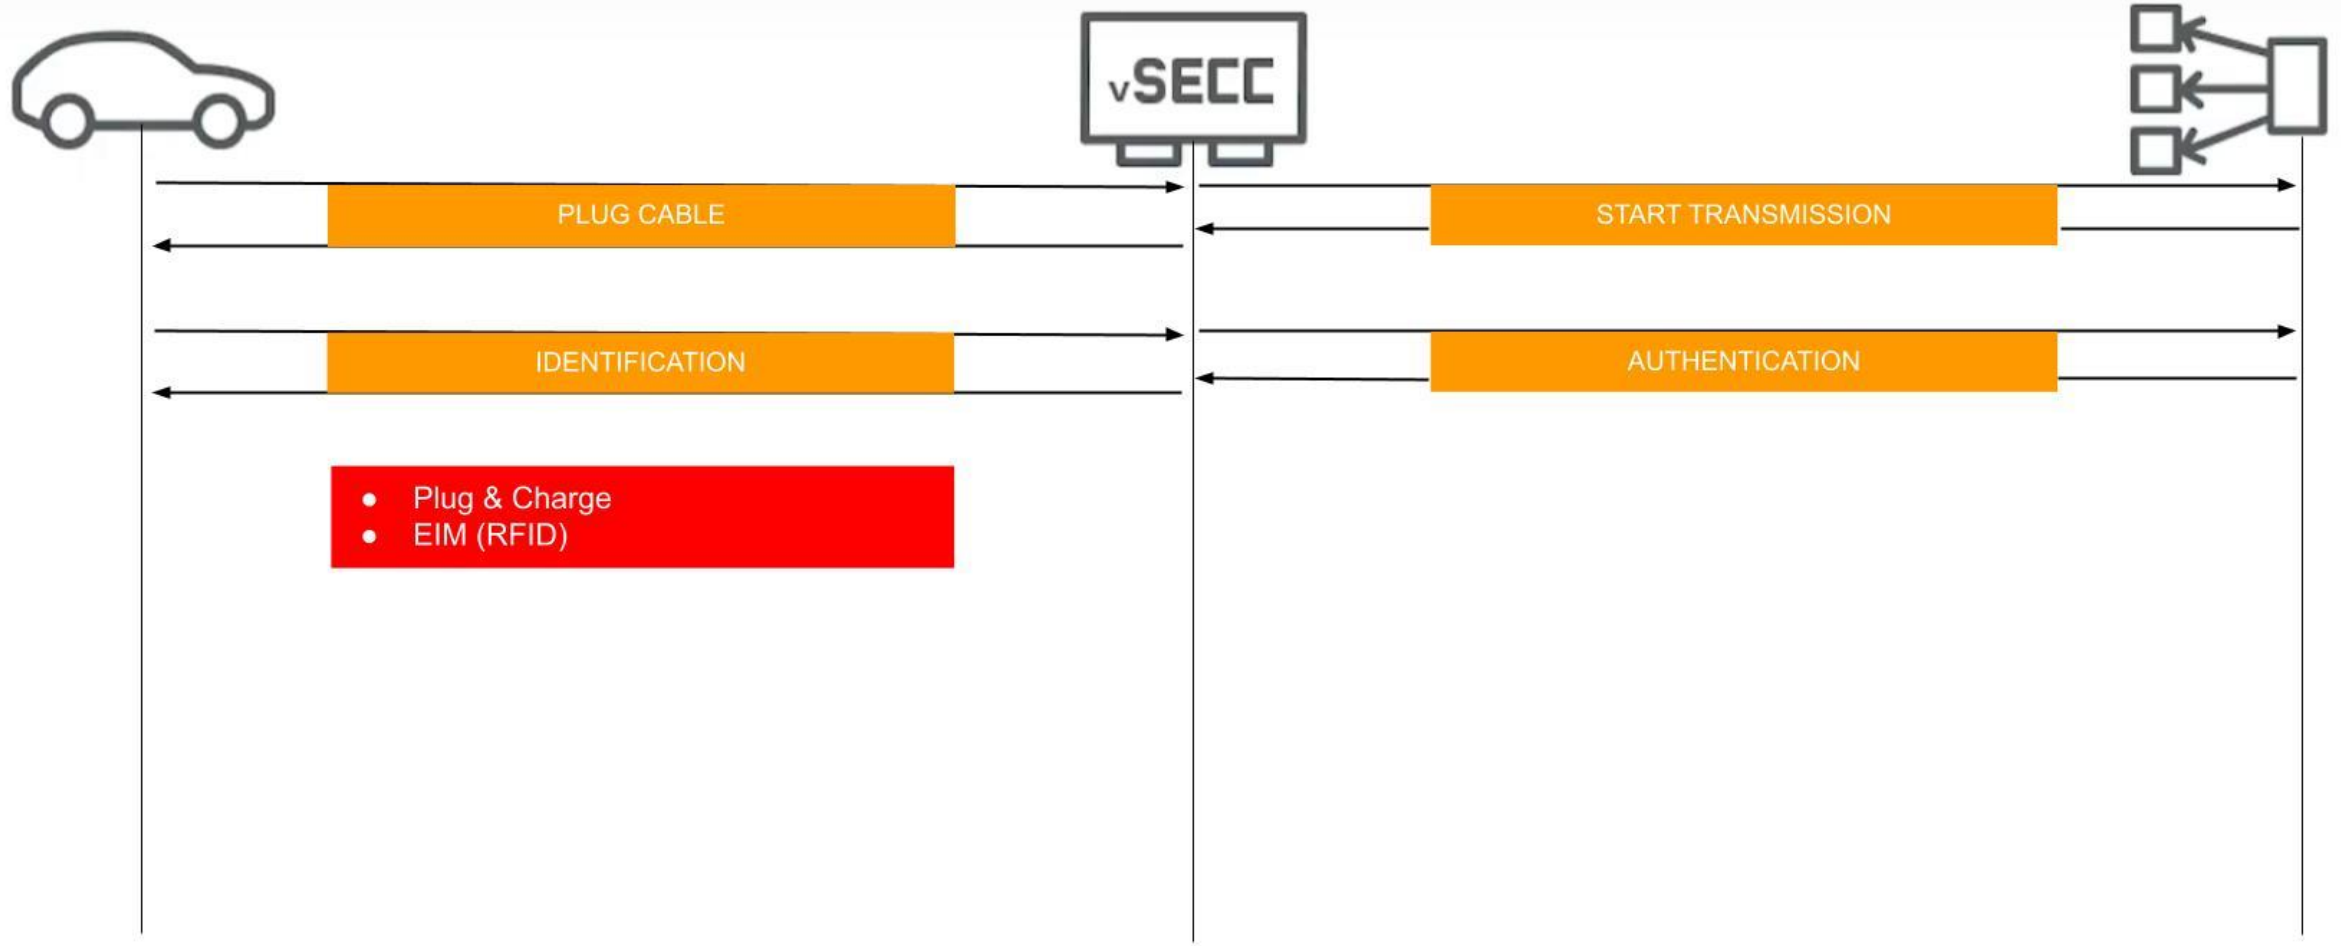 vSECC
PLUG CABLE
START TRANSMISSION
IDENTIFICATION
AUTHENTICATION
● Plug & Charge
● EIM (RFID)